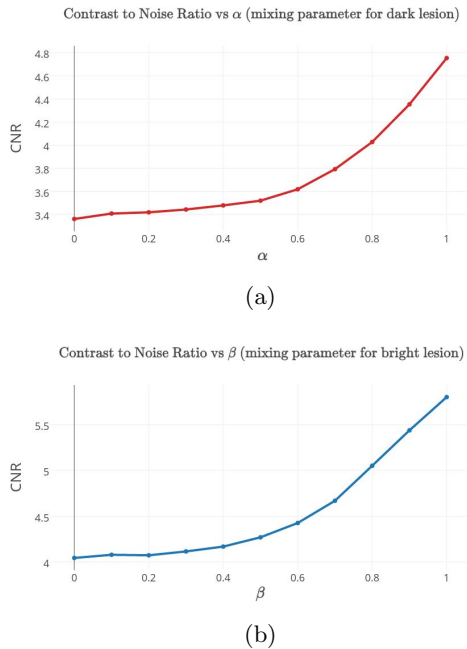 Contrast to Noise Ratio vs α (mixing parameter for dark lesion)
4.8
4.6
4.4
4.2
4
3.8
3.6
3.4
CNR
0 0.2 0.4 0.6 0.8 1
α
(a)
Contrast to Noise Ratio vs β (mixing parameter for bright lesion)
5.5
5
4.5
4
CNR
0 0.2 0.4 0.6 0.8 1
β
(b)